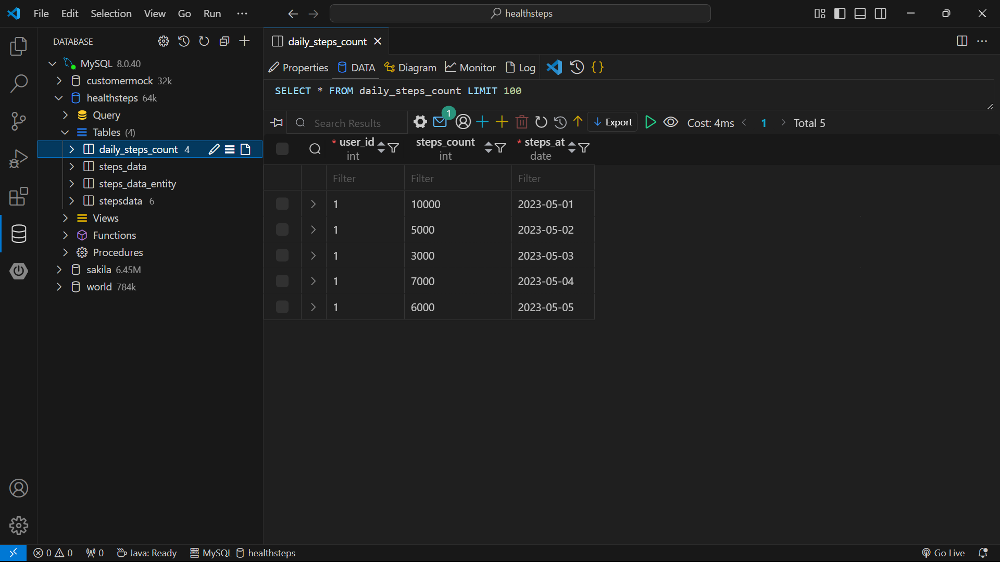 File Edit Selection View Go Run ··· healthsteps
DATABASE
MySQL 8.0.40
customermock 32k
healthsteps 64k
Query
Tables (4)
daily_steps_count 4
steps_data
steps_data_entity
stepsdata 6
Views
Functions
Procedures
sakila 6.45M
world 784k
daily_steps_count
Properties DATA Diagram Monitor Log {}
SELECT * FROM daily_steps_count LIMIT 100
Search Results 1 Export Cost: 4ms < 1 > Total 5
* user_id steps_count * steps_at
int int date
Filter Filter Filter
1 10000 2023-05-01
1 5000 2023-05-02
1 3000 2023-05-03
1 7000 2023-05-04
1 6000 2023-05-05
0 0 0 Java: Ready MySQL healthsteps Go Live